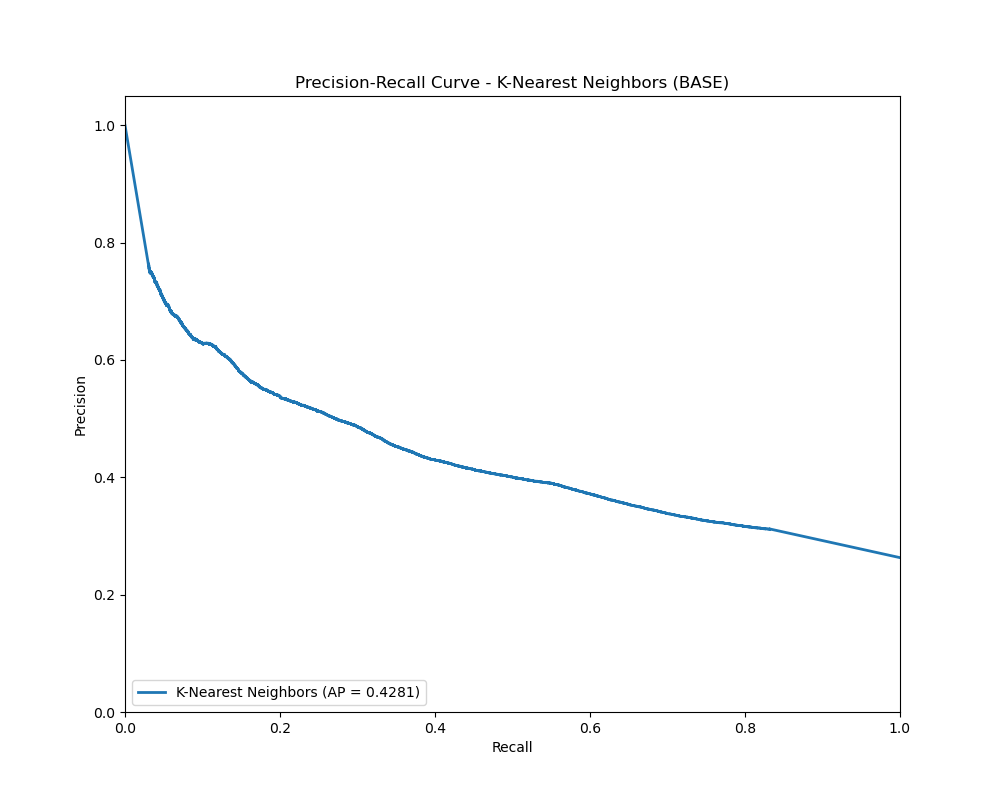 Precision-Recall Curve - K-Nearest Neighbors (BASE)
1.0
0.8
0.6
0.4
0.2
0.0
Precision
K-Nearest Neighbors (AP = 0.4281)
0.0 0.2 0.4 0.6 0.8 1.0
Recall